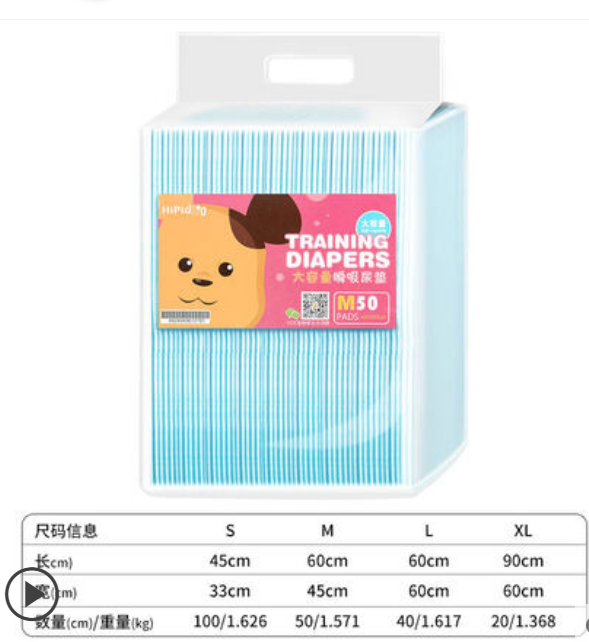 HiPidog
大容量
TRAINING
DIAPERS
大容量瞬吸尿垫
M50
PADS
尺码信息 S M L XL
长(cm) 45cm 60cm 60cm 90cm
宽(cm) 33cm 45cm 60cm 60cm
数量(cm)/重量(kg) 100/1.626 50/1.571 40/1.617 20/1.368